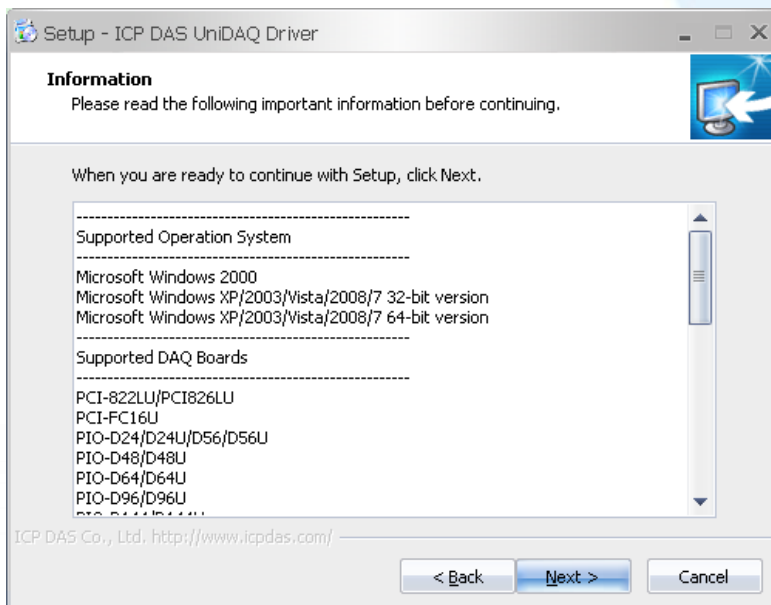 Setup - ICP DAS UniDAQ Driver
Information
Please read the following important information before continuing.
When you are ready to continue with Setup, click Next.
------------------------------------------------------
Supported Operation System
------------------------------------------------------
Microsoft Windows 2000
Microsoft Windows XP/2003/Vista/2008/7 32-bit version
Microsoft Windows XP/2003/Vista/2008/7 64-bit version
------------------------------------------------------
Supported DAQ Boards
------------------------------------------------------
PCI-822LU/PCI826LU
PCI-FC16U
PIO-D24/D24U/D56/D56U
PIO-D48/D48U
PIO-D64/D64U
PIO-D96/D96U
ICP DAS Co., Ltd. http://www.icpdas.com/
< Back
Next >
Cancel